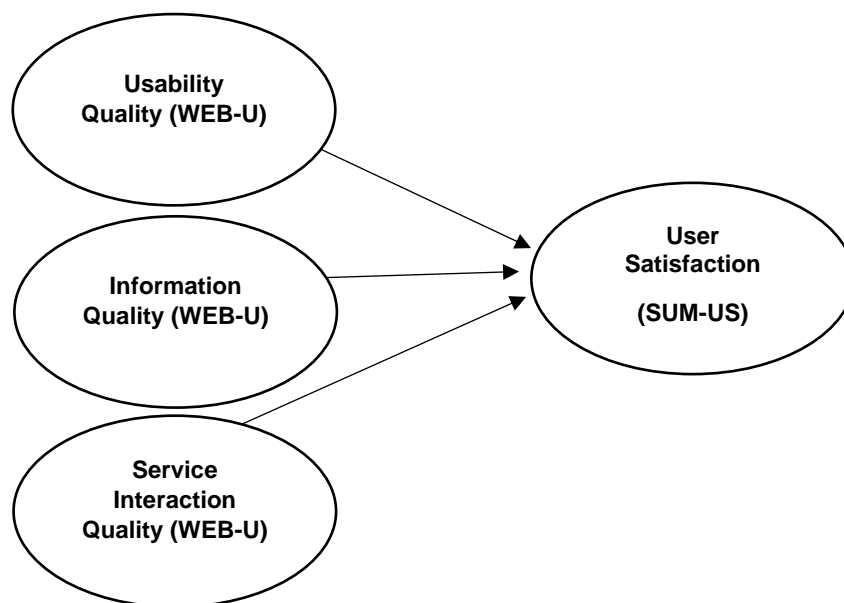 Usability
Quality (WEB-U)
Information
Quality (WEB-U)
Service
Interaction
Quality (WEB-U)
User
Satisfaction
(SUM-US)